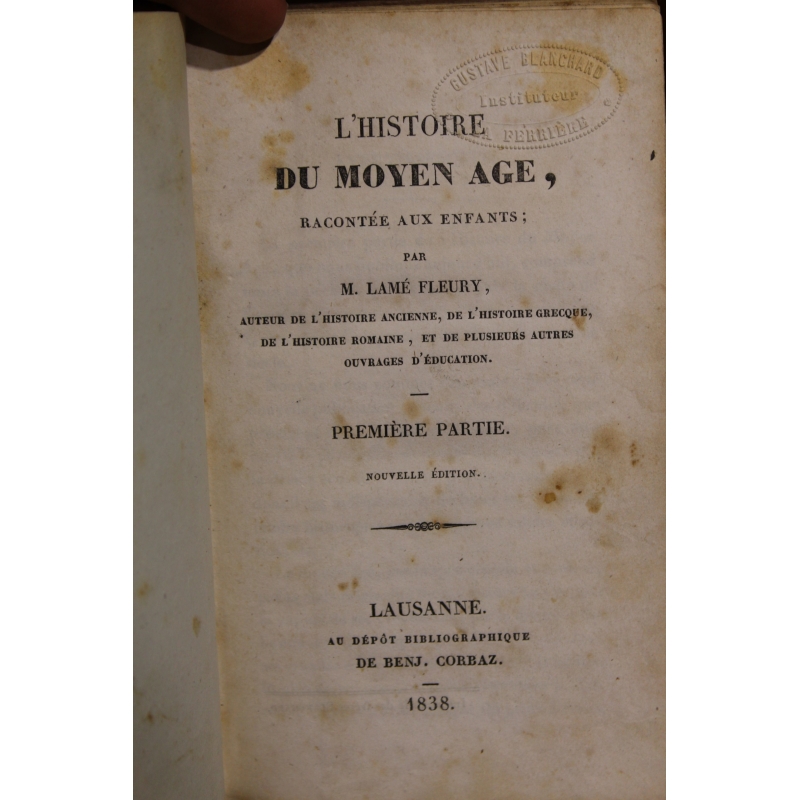 GUSTAVE BLANCHARD
Instituteur
LA FERRIÈRE
L'HISTOIRE
DU MOYEN AGE,
RACONTÉE AUX ENFANTS;
PAR
M. LAMÉ FLEURY,
AUTEUR DE L'HISTOIRE ANCIENNE, DE L'HISTOIRE GRECQUE,
DE L'HISTOIRE ROMAINE, ET DE PLUSIEURS AUTRES
OUVRAGES D'ÉDUCATION.
PREMIÈRE PARTIE.
NOUVELLE ÉDITION.
LAUSANNE.
AU DÉPÔT BIBLIOGRAPHIQUE
DE BENJ. CORBAZ.
1838.